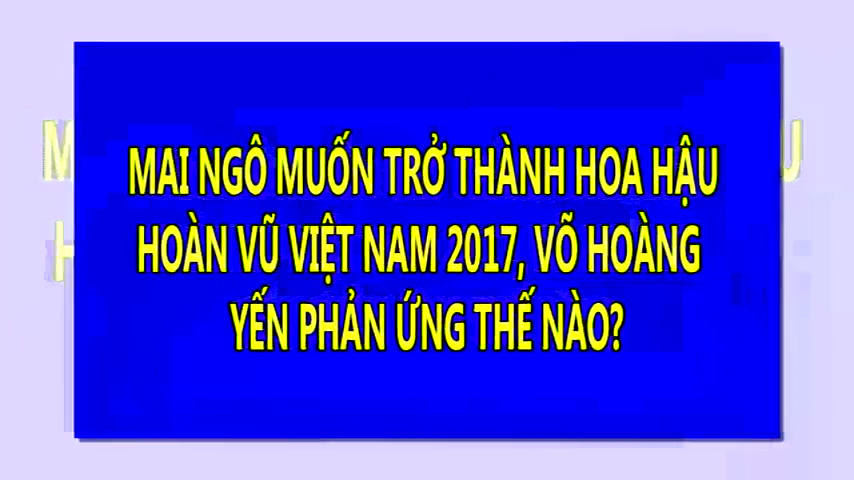 MAI NGÔ MUỐN TRỞ THÀNH HOA HẬU
HOÀN VŨ VIỆT NAM 2017, VÕ HOÀNG
YẾN PHẢN ỨNG THẾ NÀO?